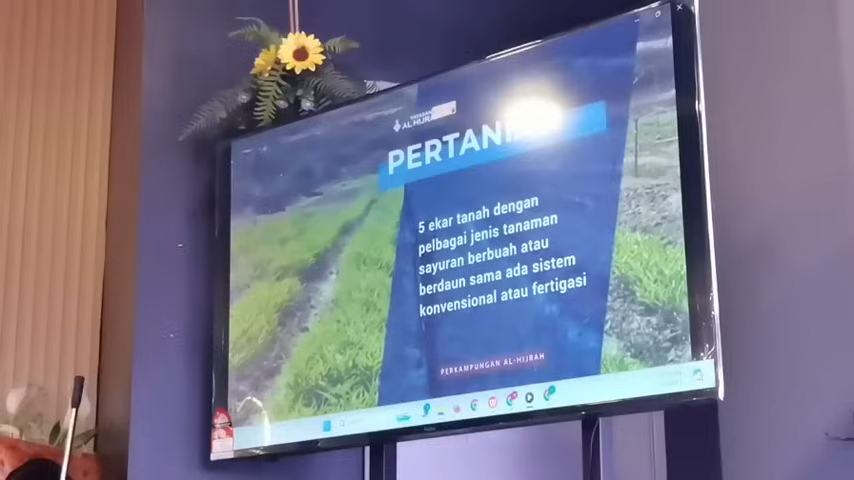 AL HIJRAH
PERTANIAN
5 ekar tanah dengan
pelbagai jenis tanaman
sayuran berbuah atau
berdaun sama ada sistem
konvensional atau fertigasi
PERKAMPUNGAN AL-HIJRAH